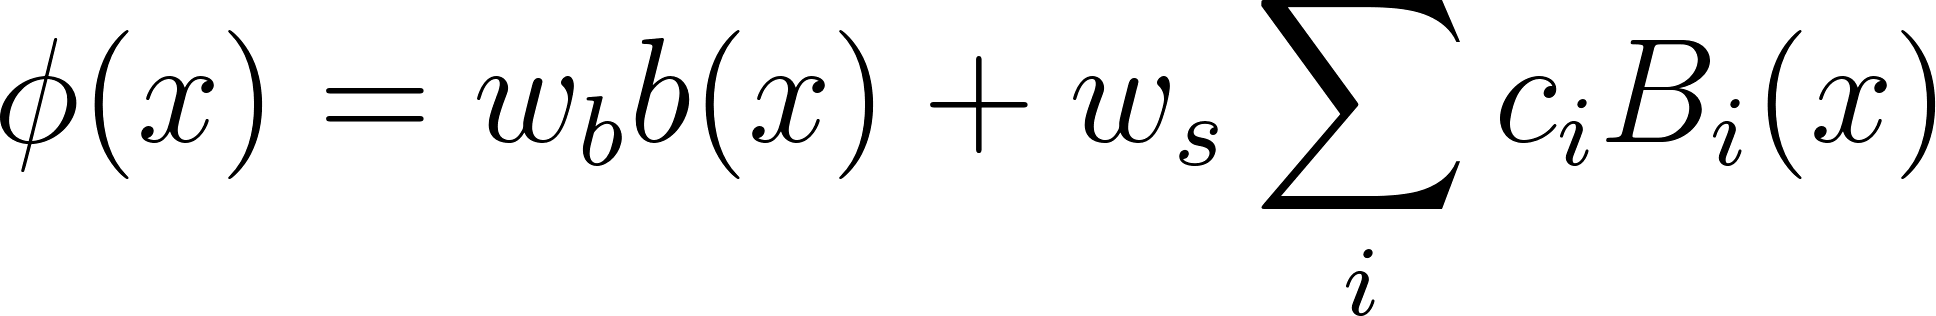 ϕ(x) = w_b b(x) + w_s ∑_i c_i B_i(x)